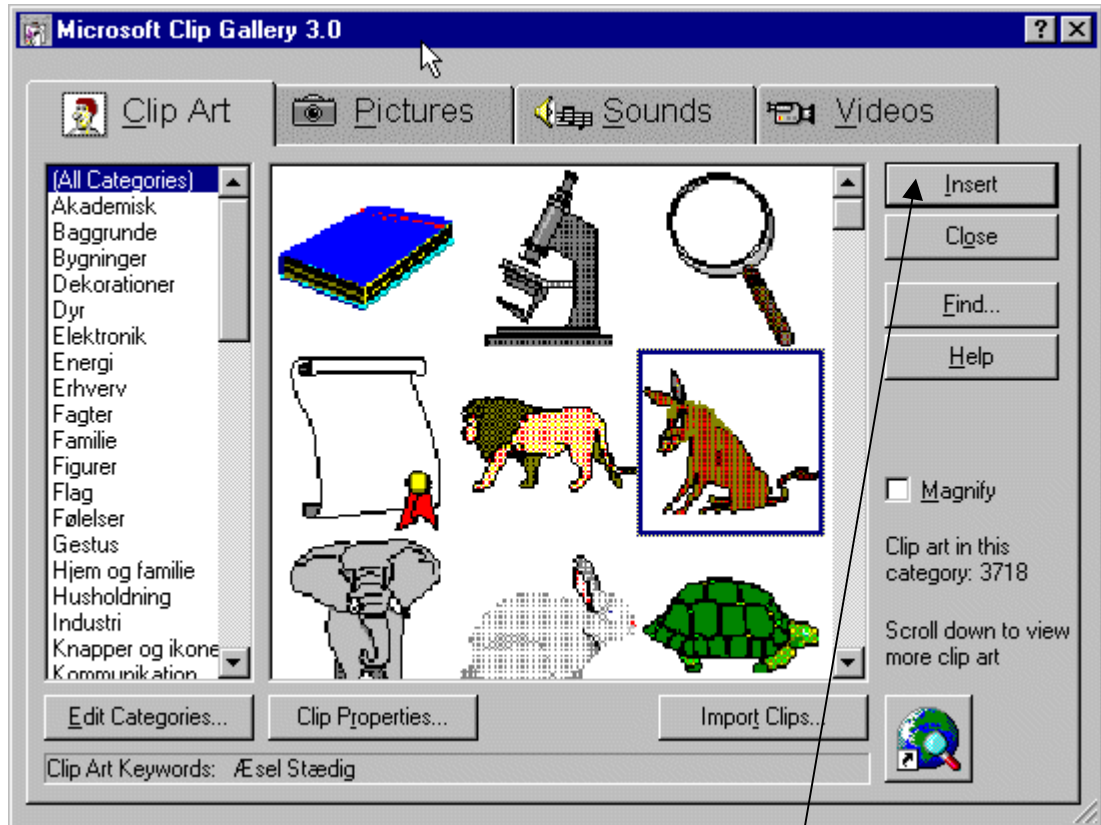 Microsoft Clip Gallery 3.0
Clip Art
Pictures
Sounds
Videos
(All Categories)
Akademisk
Baggrunde
Bygninger
Dekorationer
Dyr
Elektronik
Energi
Erhverv
Fagter
Familie
Figurer
Flag
Følelser
Gestus
Hjem og familie
Husholdning
Industri
Knapper og ikone
Kommunikation
Insert
Close
Find...
Help
Magnify
Clip art in this
category: 3718
Scroll down to view
more clip art
Edit Categories...
Clip Properties...
Import Clips...
Clip Art Keywords: Æsel Stædig